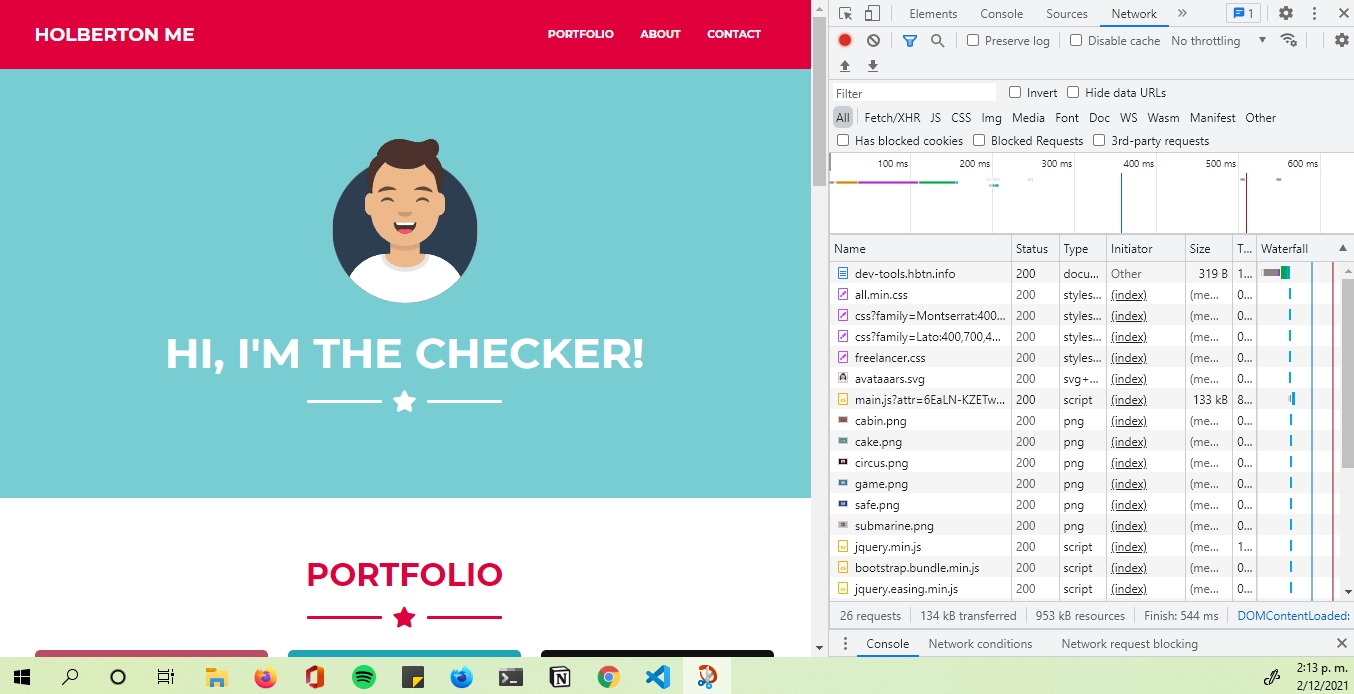 HOLBERTON ME
PORTFOLIO ABOUT CONTACT
HI, I'M THE CHECKER!
PORTFOLIO
Elements Console Sources Network » 1
Preserve log Disable cache No throttling
Filter Invert Hide data URLs
All Fetch/XHR JS CSS Img Media Font Doc WS Wasm Manifest Other
Has blocked cookies Blocked Requests 3rd-party requests
100 ms 200 ms 300 ms 400 ms 500 ms 600 ms
Name Status Type Initiator Size T... Waterfall
dev-tools.hbtn.info 200 docu... Other 319 B 1...
all.min.css 200 styles... (index) (me... 0...
css?family=Montserrat:400... 200 styles... (index) (me... 0...
css?family=Lato:400,700,4... 200 styles... (index) (me... 0...
freelancer.css 200 styles... (index) (me... 0...
avataaars.svg 200 svg+... (index) (me... 0...
main.js?attr=6EaLN-KZETw... 200 script (index) 133 kB 8...
cabin.png 200 png (index) (me... 0...
cake.png 200 png (index) (me... 0...
circus.png 200 png (index) (me... 0...
game.png 200 png (index) (me... 0...
safe.png 200 png (index) (me... 0...
submarine.png 200 png (index) (me... 0...
jquery.min.js 200 script (index) (me... 1...
bootstrap.bundle.min.js 200 script (index) (me... 0...
jquery.easing.min.js 200 script (index) (me... 0...
26 requests 134 kB transferred 953 kB resources Finish: 544 ms DOMContentLoaded:
Console Network conditions Network request blocking
2:13 p. m.
2/12/2021